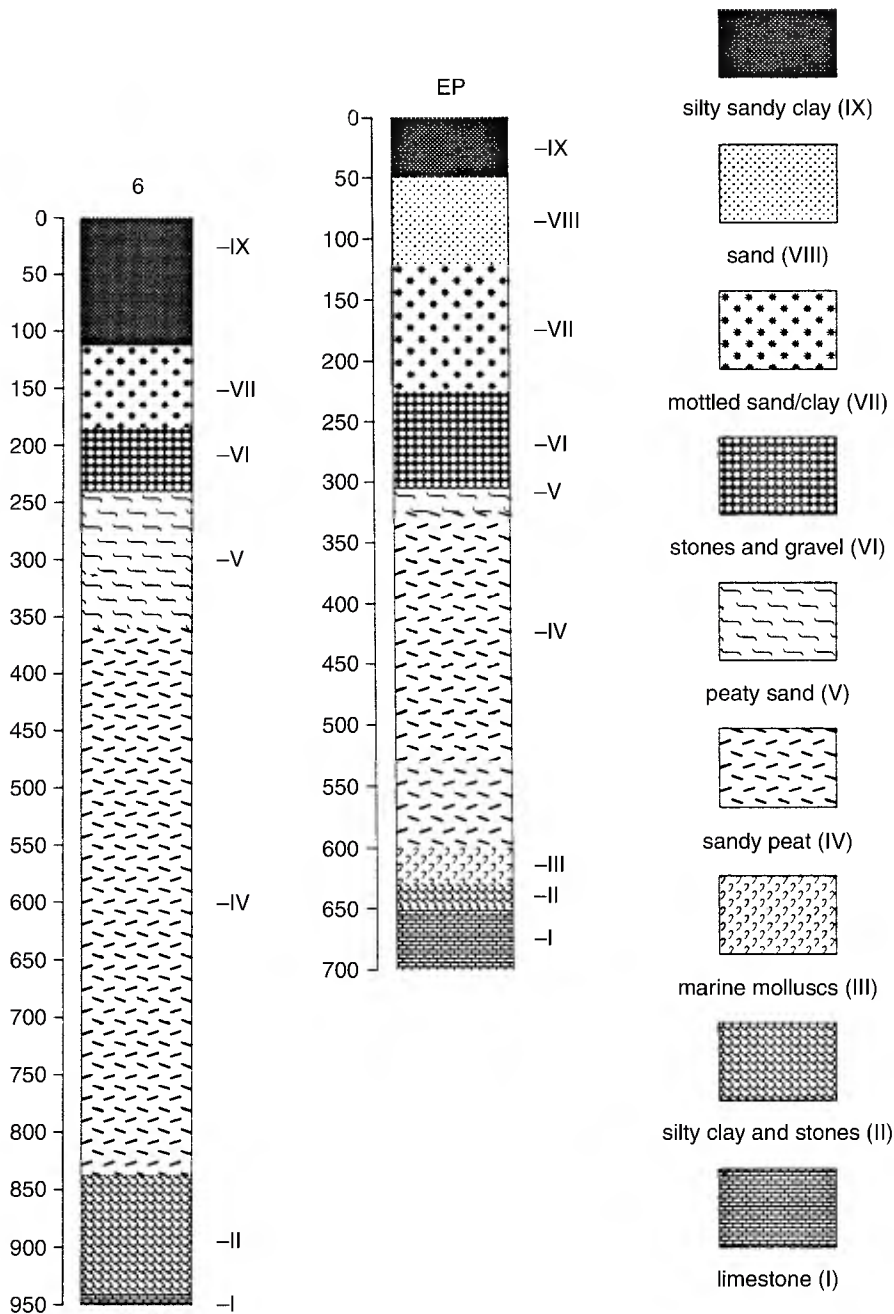 6
0
50
100
150
200
250
300
350
400
450
500
550
600
650
700
750
800
850
900
950
–IX
–VII
–VI
–V
–IV
–II
–I
EP
0
50
100
150
200
250
300
350
400
450
500
550
600
650
700
–IX
–VIII
–VII
–VI
–V
–IV
–III
–II
–I
silty sandy clay (IX)
sand (VIII)
mottled sand/clay (VII)
stones and gravel (VI)
peaty sand (V)
sandy peat (IV)
marine molluscs (III)
silty clay and stones (II)
limestone (I)